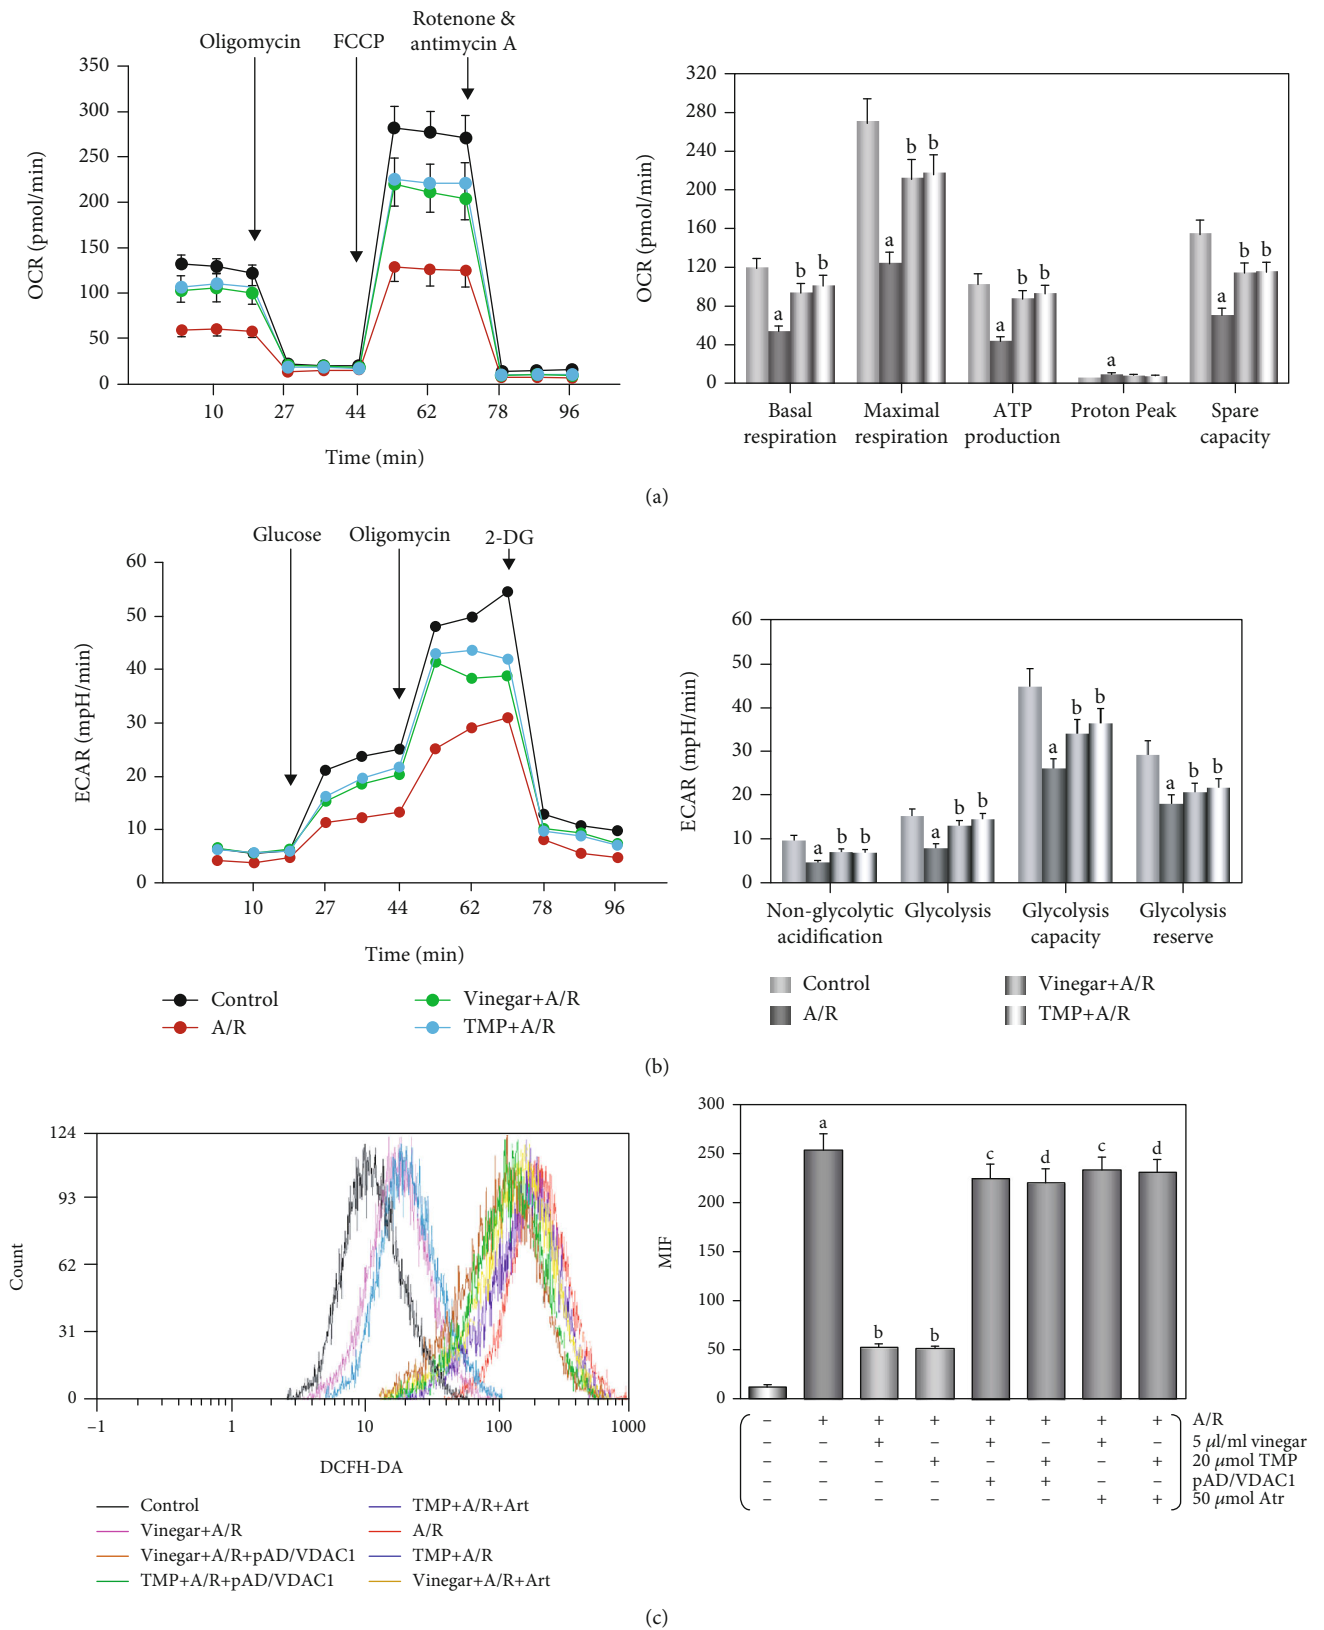 Oligomycin
FCCP
Rotenone &
antimycin A
350
300
250
200
150
100
50
0
OCR (pmol/min)
10 27 44 62 78 96
Time (min)
320
280
240
200
160
120
80
40
0
OCR (pmol/min)
a b b
a b b
a b b
a
a b b
Basal
respiration
Maximal
respiration
ATP
production
Proton Peak
Spare
capacity
(a)
Glucose
Oligomycin
2-DG
60
50
40
30
20
10
0
ECAR (mpH/min)
10 27 44 62 78 96
Time (min)
Control
A/R
Vinegar+A/R
TMP+A/R
60
50
40
30
20
10
0
ECAR (mpH/min)
a b b
a b b
a b b
a b b
Non-glycolytic
acidification
Glycolysis
Glycolysis
capacity
Glycolysis
reserve
Control
A/R
Vinegar+A/R
TMP+A/R
(b)
124
93
62
31
0
Count
−1 1 10 100 1000
DCFH-DA
Control
Vinegar+A/R
Vinegar+A/R+pAD/VDAC1
TMP+A/R+pAD/VDAC1
TMP+A/R+Art
A/R
TMP+A/R
Vinegar+A/R+Art
300
250
200
150
100
50
0
MIF
a b b c d c d
− + + + + + + + A/R
− − + − + − + − 5 μl/ml vinegar
− − − + − + − + 20 μmol TMP
− − − − + + − − pAD/VDAC1
− − − − − − + + 50 μmol Atr
(c)